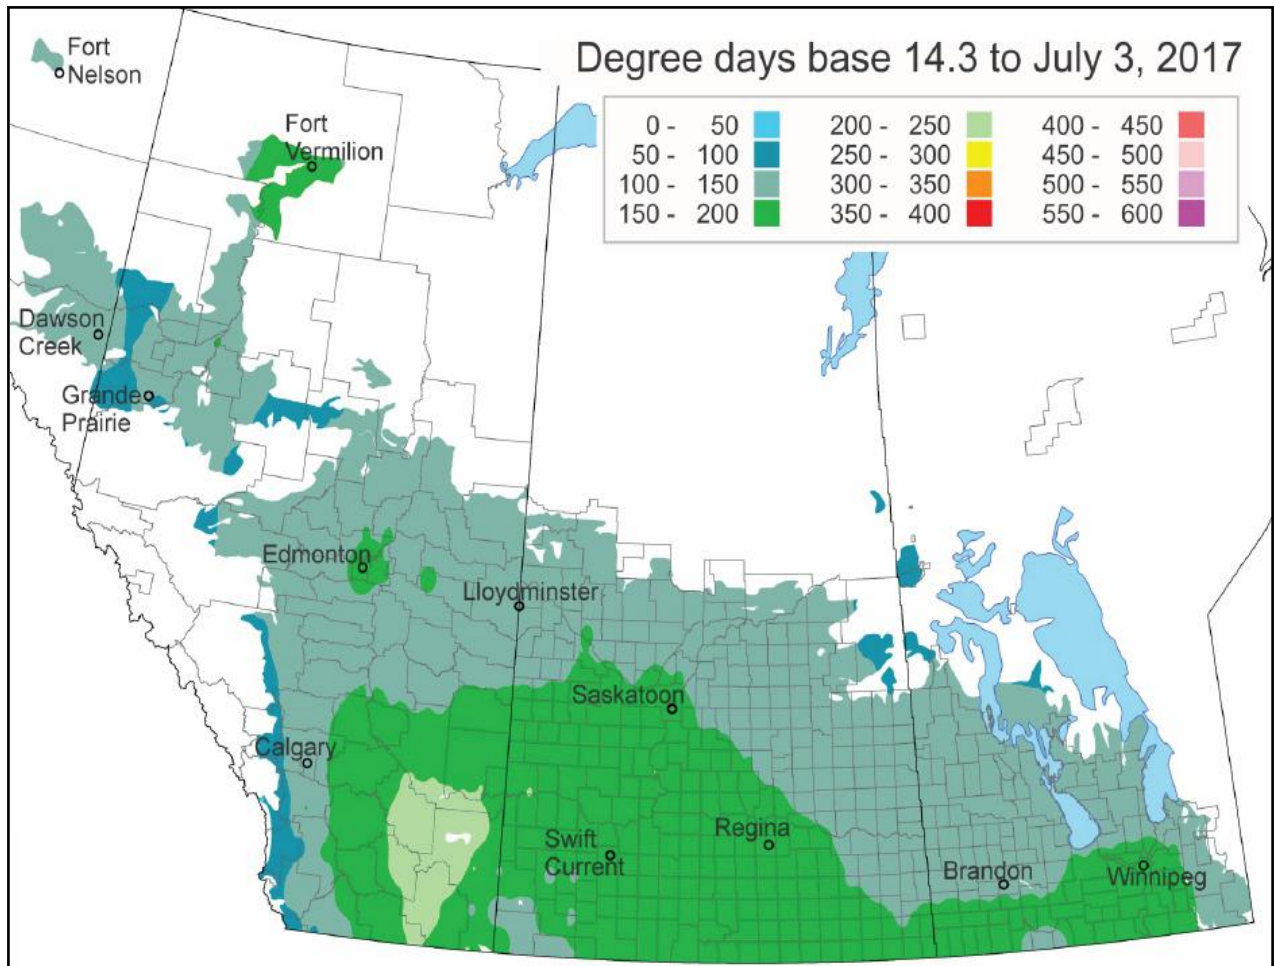 Degree days base 14.3 to July 3, 2017
0 - 50
50 - 100
100 - 150
150 - 200
200 - 250
250 - 300
300 - 350
350 - 400
400 - 450
450 - 500
500 - 550
550 - 600
Fort
Nelson
Fort
Vermilion
Dawson
Creek
Grande
Prairie
Edmonton
Lloydminster
Saskatoon
Calgary
Swift
Current
Regina
Brandon
Winnipeg